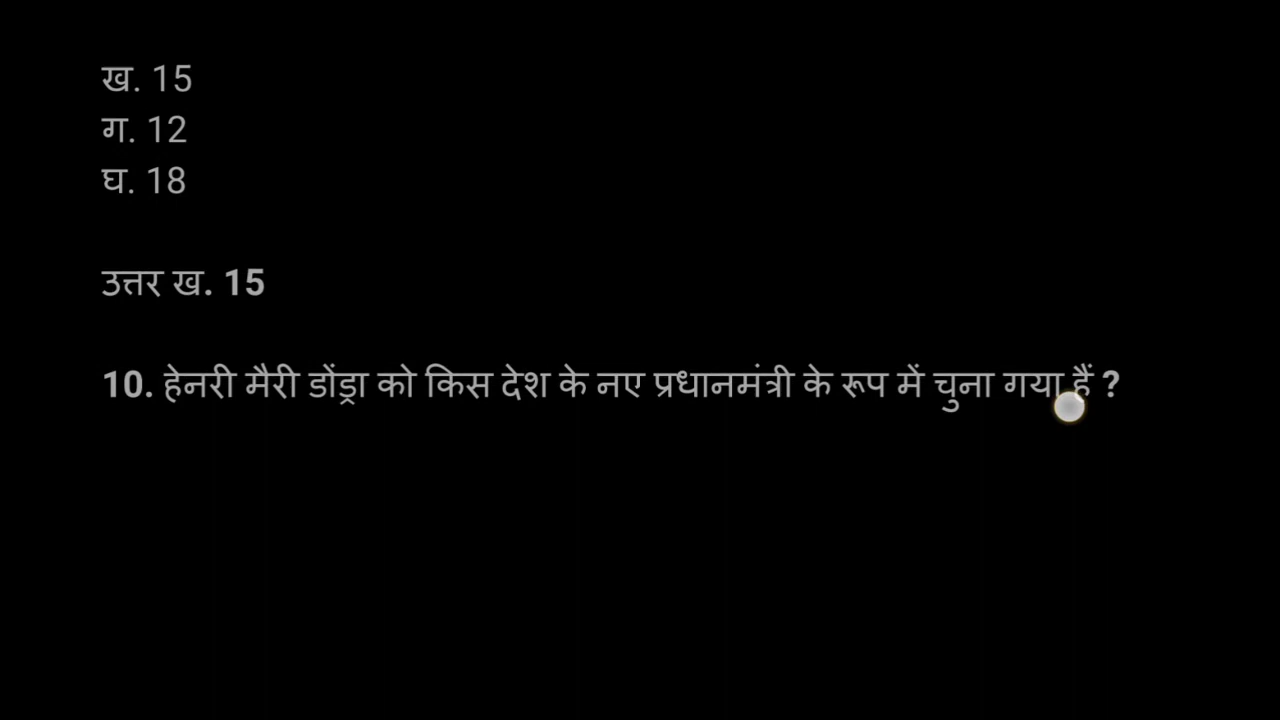 ख. 15
ग. 12
घ. 18
उत्तर ख. 15
10. हेनरी मैरी डोंड्रा को किस देश के नए प्रधानमंत्री के रूप में चुना गया हैं ?